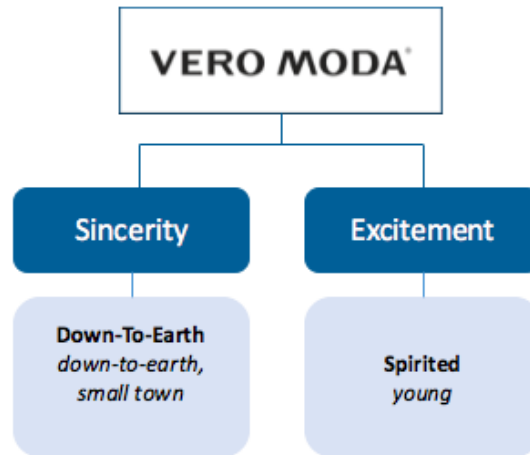 VERO MODA®
Sincerity
Excitement
Down-To-Earth
down-to-earth,
small town
Spirited
young